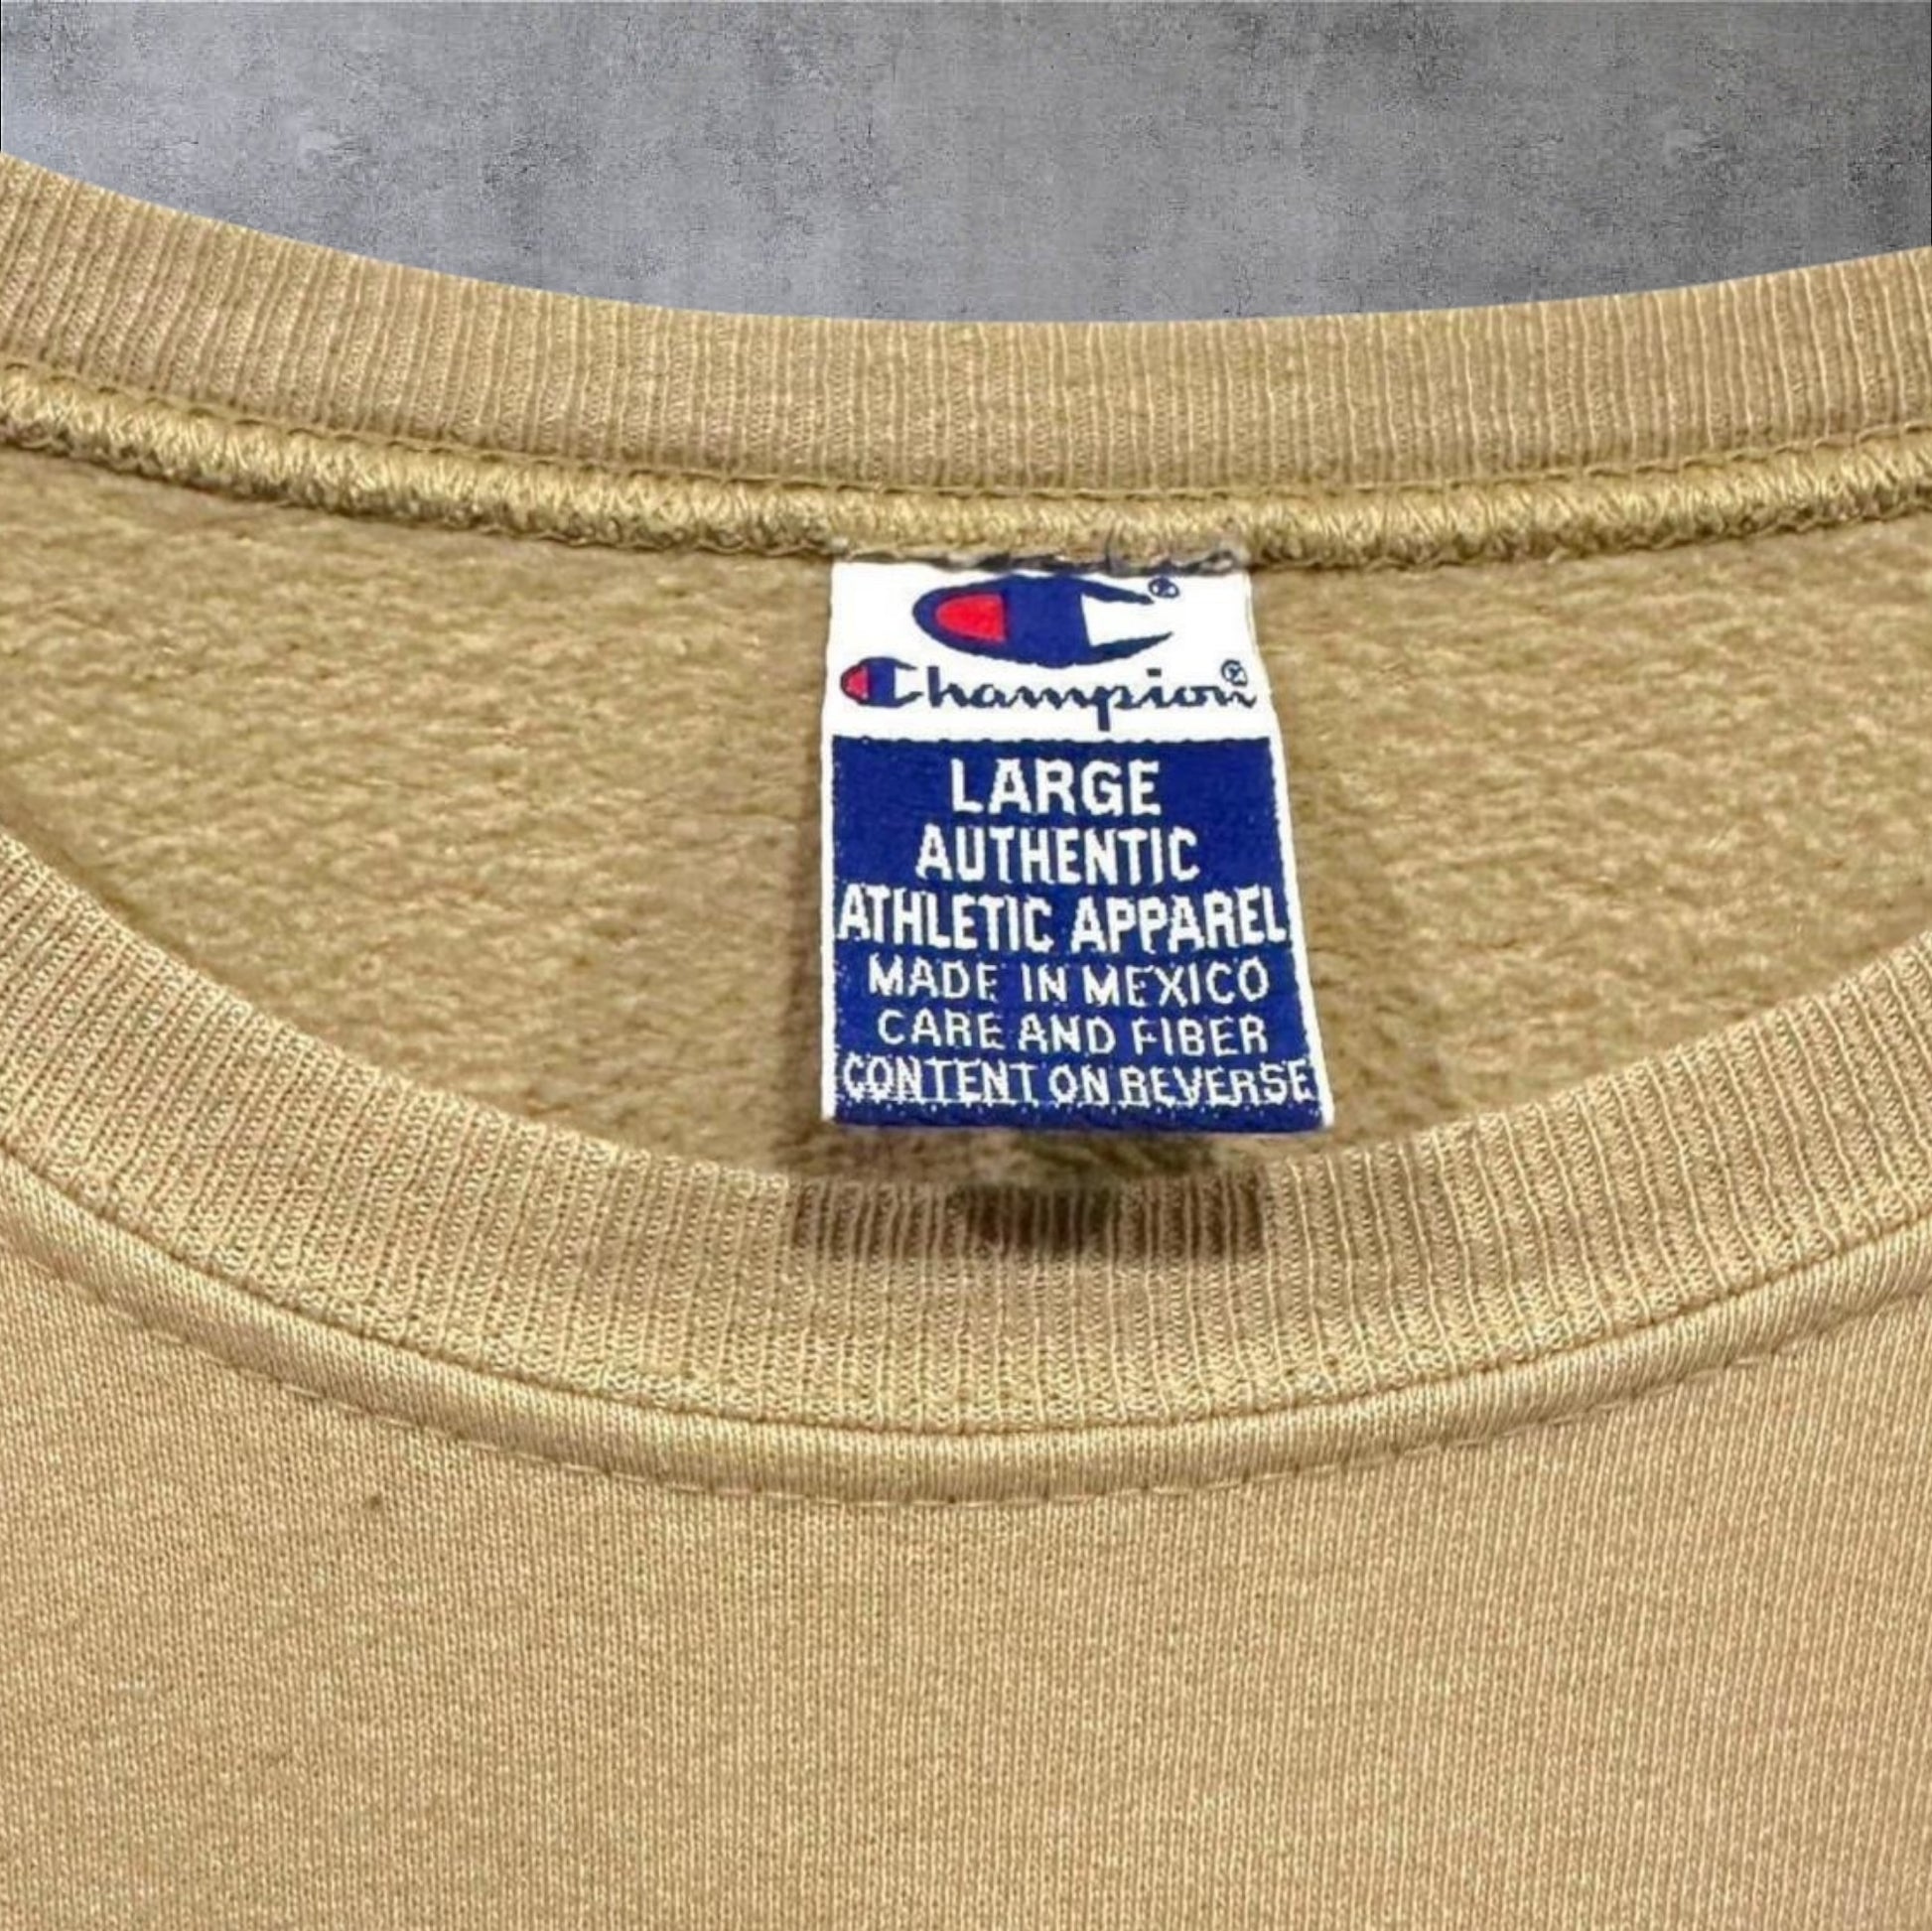 Champion
LARGE
AUTHENTIC
ATHLETIC APPAREL
MADE IN MEXICO
CARE AND FIBER
CONTENT ON REVERSE